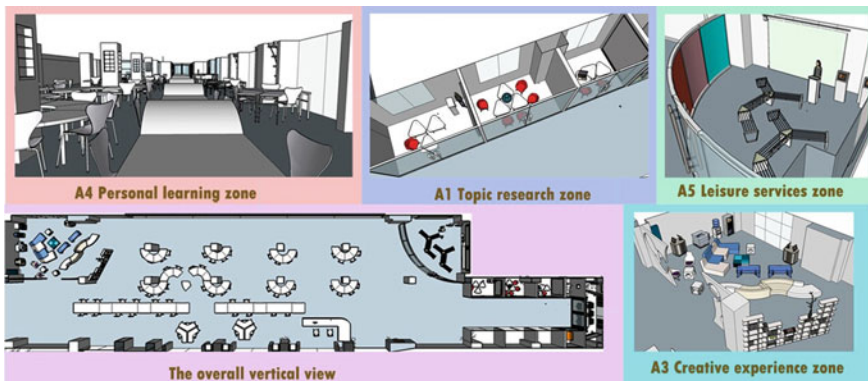 A4 Personal learning zone
A1 Topic research zone
A5 Leisure services zone
The overall vertical view
A3 Creative experience zone